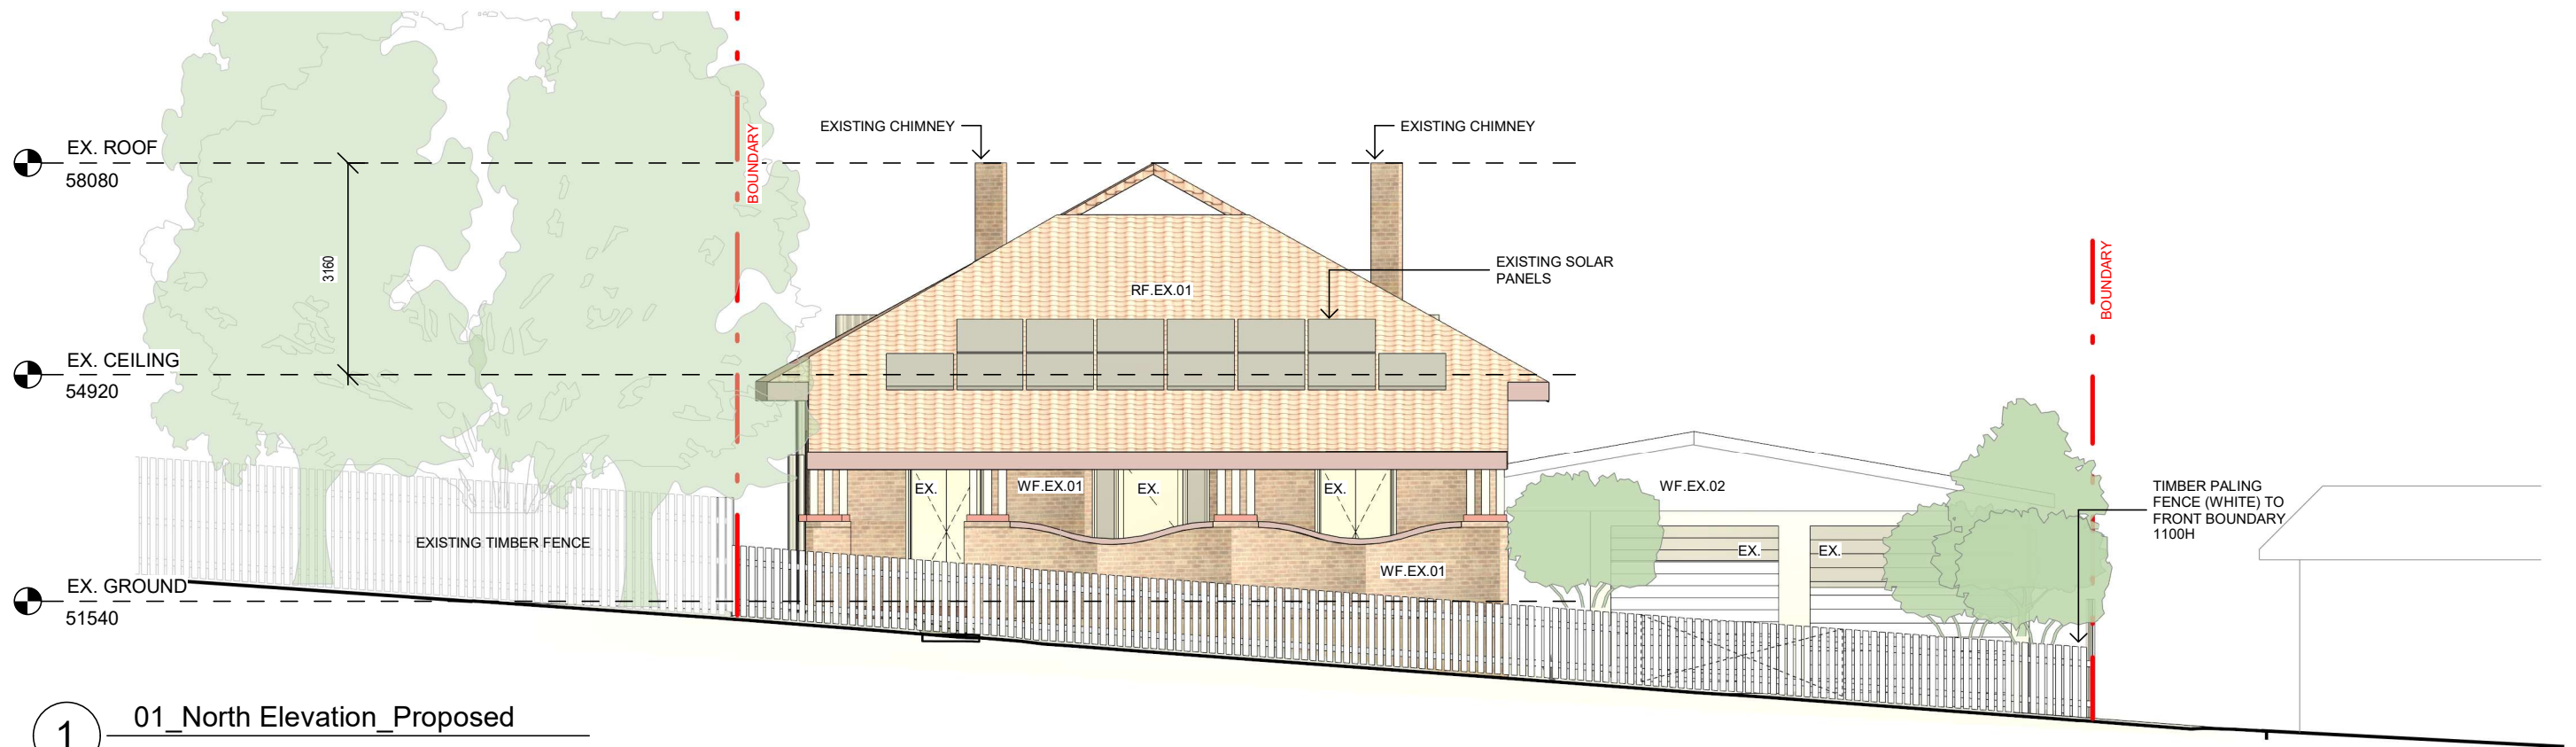 EXISTING CHIMNEY
EXISTING CHIMNEY
BOUNDARY
EX. ROOF
58080
3160
BOUNDARY
EXISTING SOLAR
PANELS
RF.EX.01
EX. CEILING
54920
EX.
WF.EX.01
EX.
EX.
WF.EX.02
TIMBER PALING
FENCE (WHITE) TO
FRONT BOUNDARY
1100H
EXISTING TIMBER FENCE
EX.
EX.
WF.EX.01
EX. GROUND
51540
1
01_North Elevation_Proposed